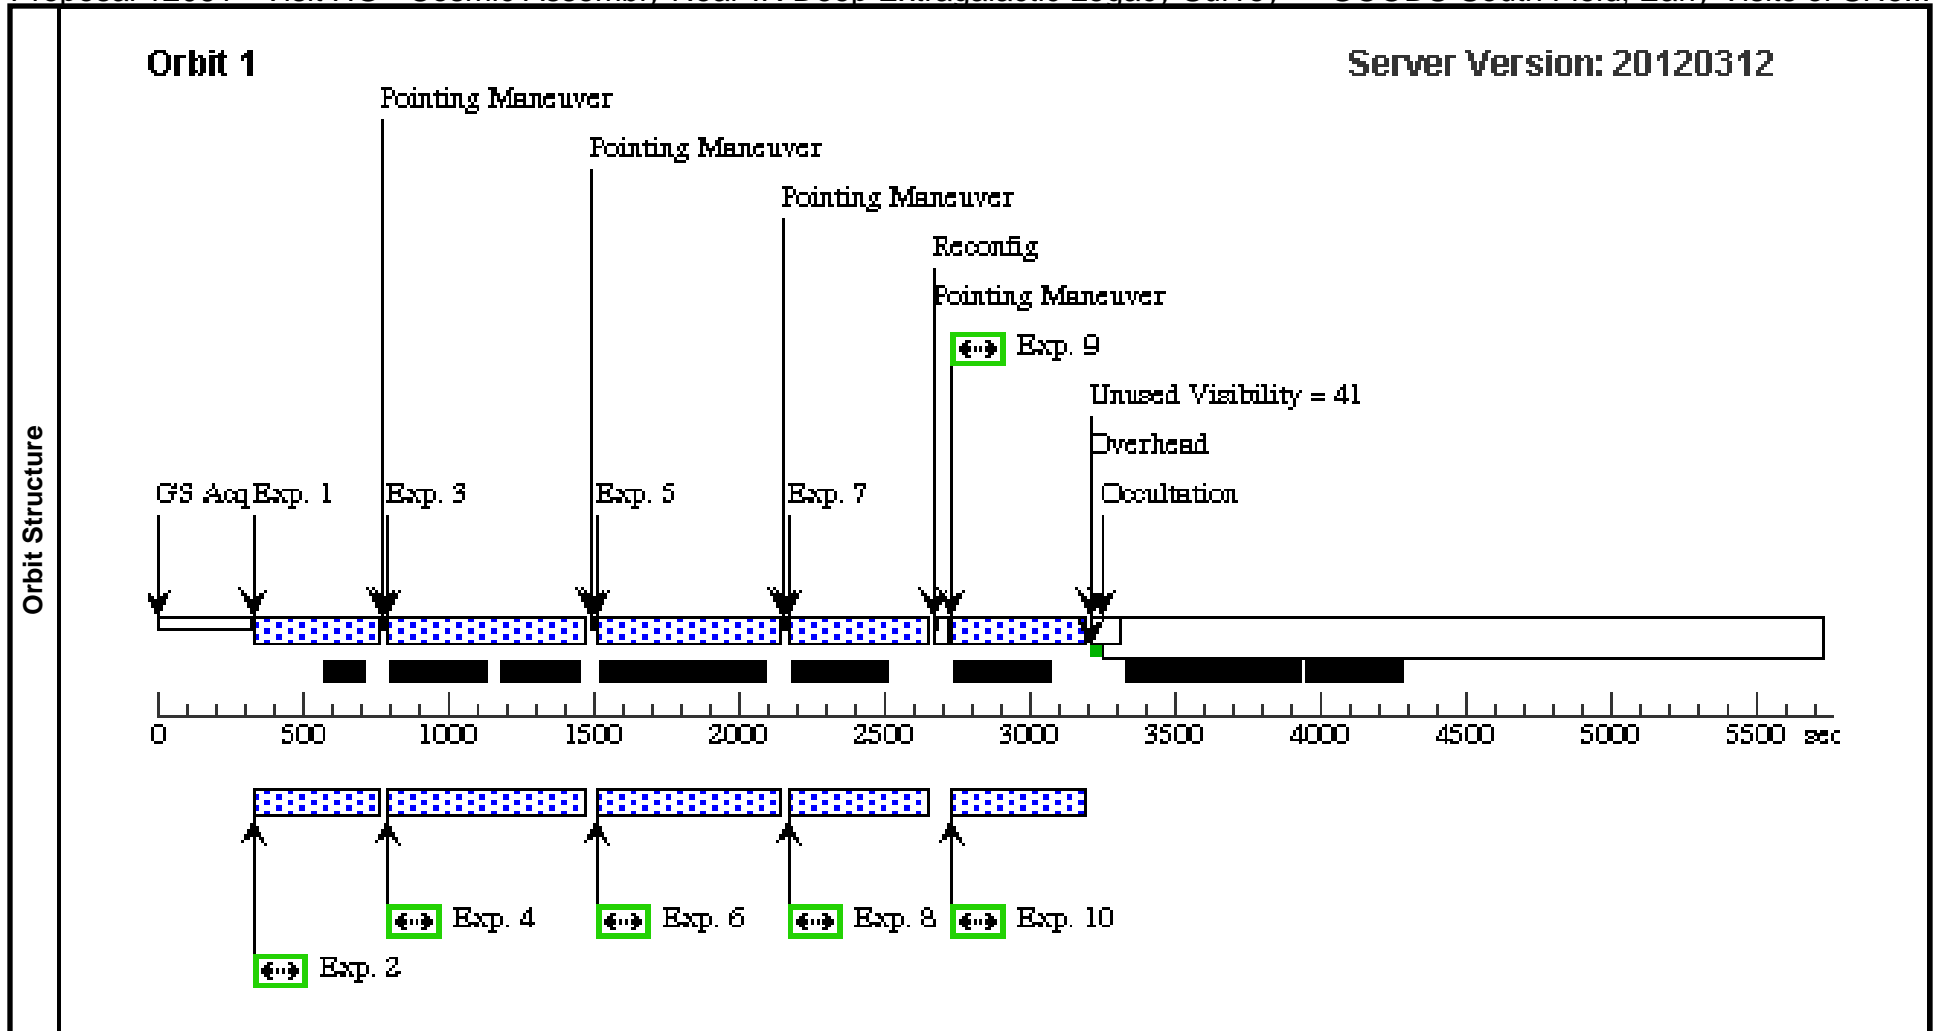 Orbit 1
Server Version: 20120312
Pointing Maneuver
Pointing Maneuver
Pointing Maneuver
Reconfig
Pointing Maneuver
Exp. 9
Unused Visibility = 41
Overhead
GS Acq Exp. 1 Exp. 3 Exp. 5 Exp. 7 Occultation
Orbit Structure
0 500 1000 1500 2000 2500 3000 3500 4000 4500 5000 5500 sec
Exp. 4 Exp. 6 Exp. 8 Exp. 10
Exp. 2